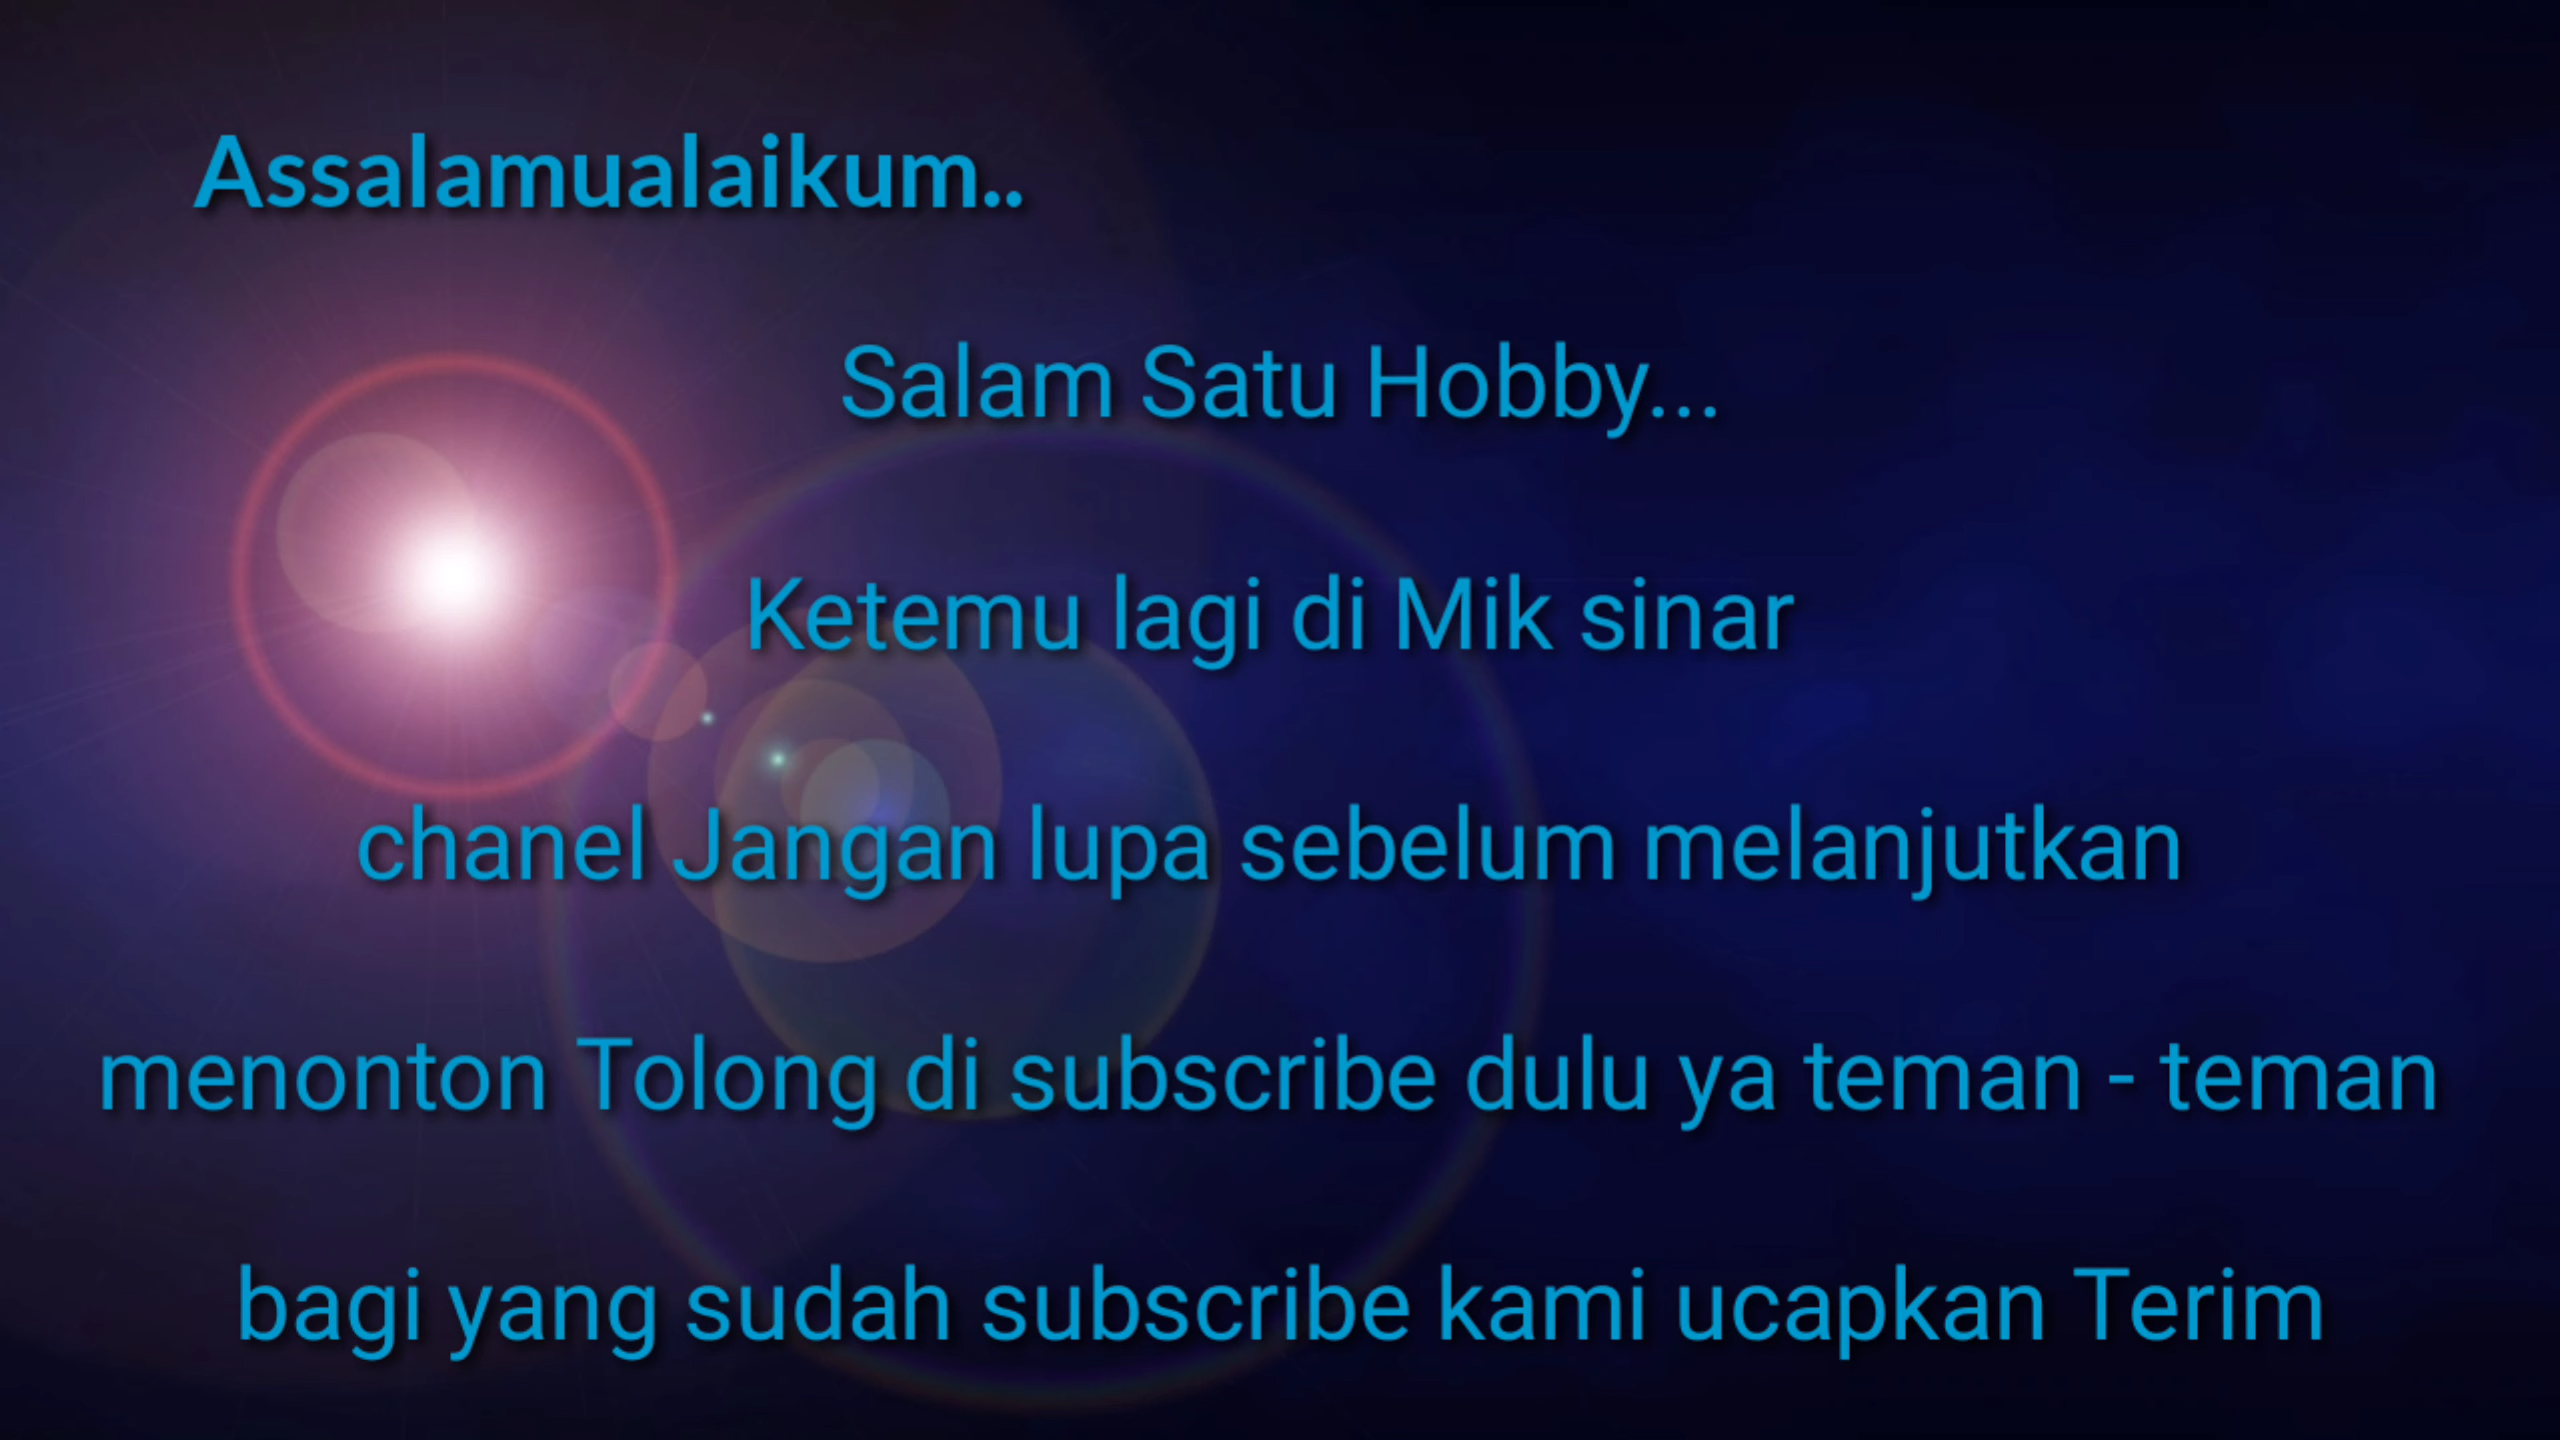 Assalamualaikum..
Salam Satu Hobby...
Ketemu lagi di Mik sinar
chanel Jangan lupa sebelum melanjutkan
menonton Tolong di subscribe dulu ya teman - teman
bagi yang sudah subscribe kami ucapkan Terim